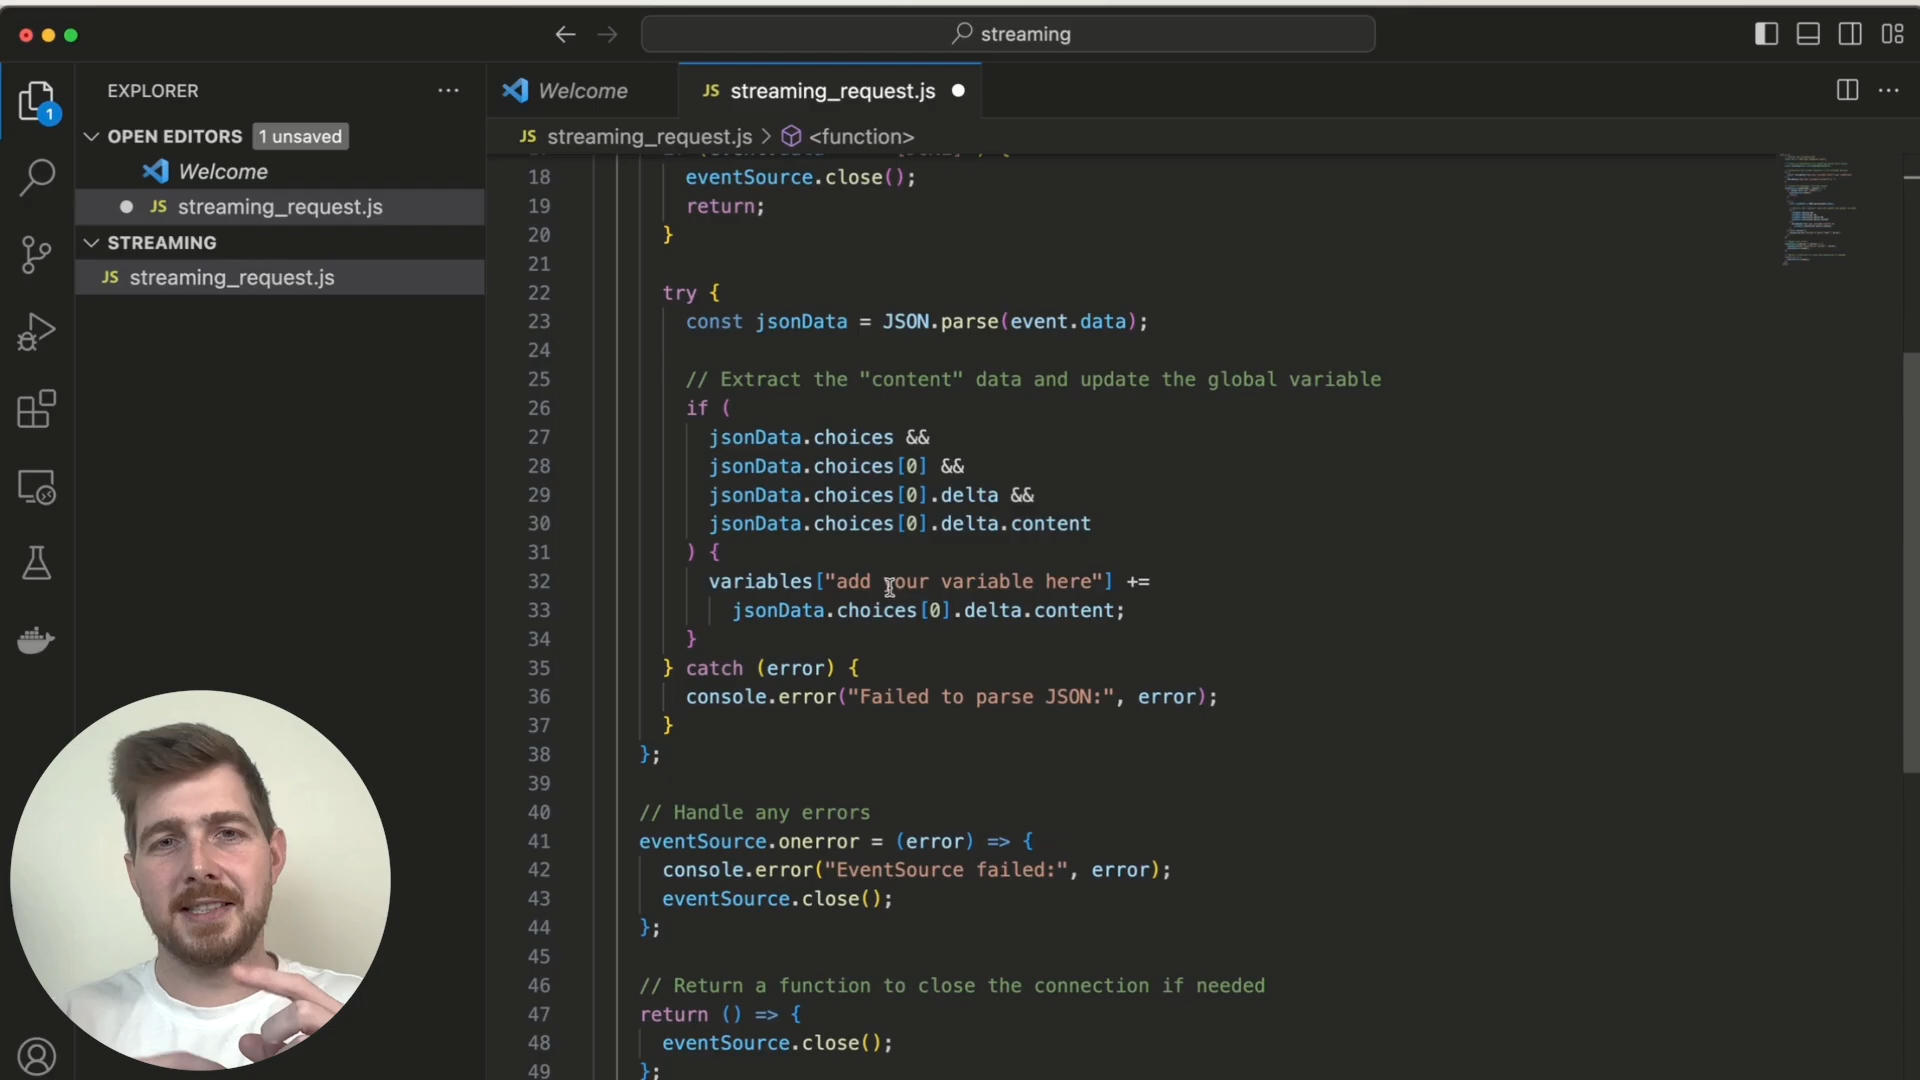 streaming
EXPLORER
Welcome
JS streaming_request.js
1
OPEN EDITORS 1 unsaved
JS streaming_request.js > <function>
Welcome
JS streaming_request.js
STREAMING
JS streaming_request.js
18 eventSource.close();
19 return;
20 }
21
22 try {
23 const jsonData = JSON.parse(event.data);
24
25 // Extract the "content" data and update the global variable
26 if (
27 jsonData.choices &&
28 jsonData.choices[0] &&
29 jsonData.choices[0].delta &&
30 jsonData.choices[0].delta.content
31 ) {
32 variables["add your variable here"] +=
33 jsonData.choices[0].delta.content;
34 }
35 } catch (error) {
36 console.error("Failed to parse JSON:", error);
37 }
38 };
39
40 // Handle any errors
41 eventSource.onerror = (error) => {
42 console.error("EventSource failed:", error);
43 eventSource.close();
44 };
45
46 // Return a function to close the connection if needed
47 return () => {
48 eventSource.close();
49 };